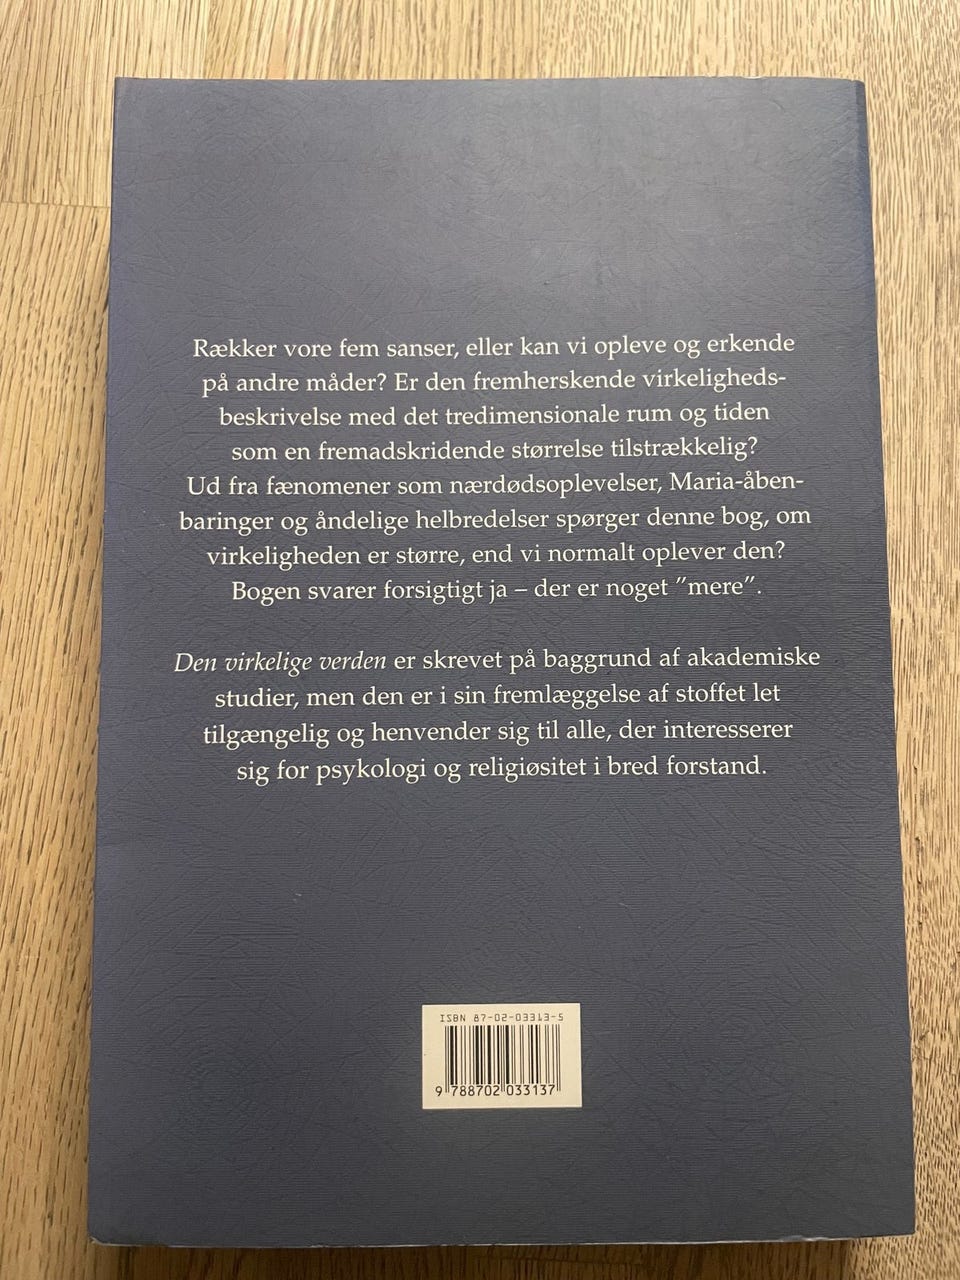 Rækker vore fem sanser, eller kan vi opleve og erkende
på andre måder? Er den fremherskende virkeligheds-
beskrivelse med det tredimensionale rum og tiden
som en fremadskridende størrelse tilstrækkelig?
Ud fra fænomener som nærdødsoplevelser, Maria-åben-
baringer og åndelige helbredelser spørger denne bog, om
virkeligheden er større, end vi normalt oplever den?
Bogen svarer forsigtigt ja – der er noget ”mere”.
Den virkelige verden er skrevet på baggrund af akademiske
studier, men den er i sin fremlæggelse af stoffet let
tilgængelig og henvender sig til alle, der interesserer
sig for psykologi og religiøsitet i bred forstand.
ISBN 87-02-03313-5
9 788702 033137